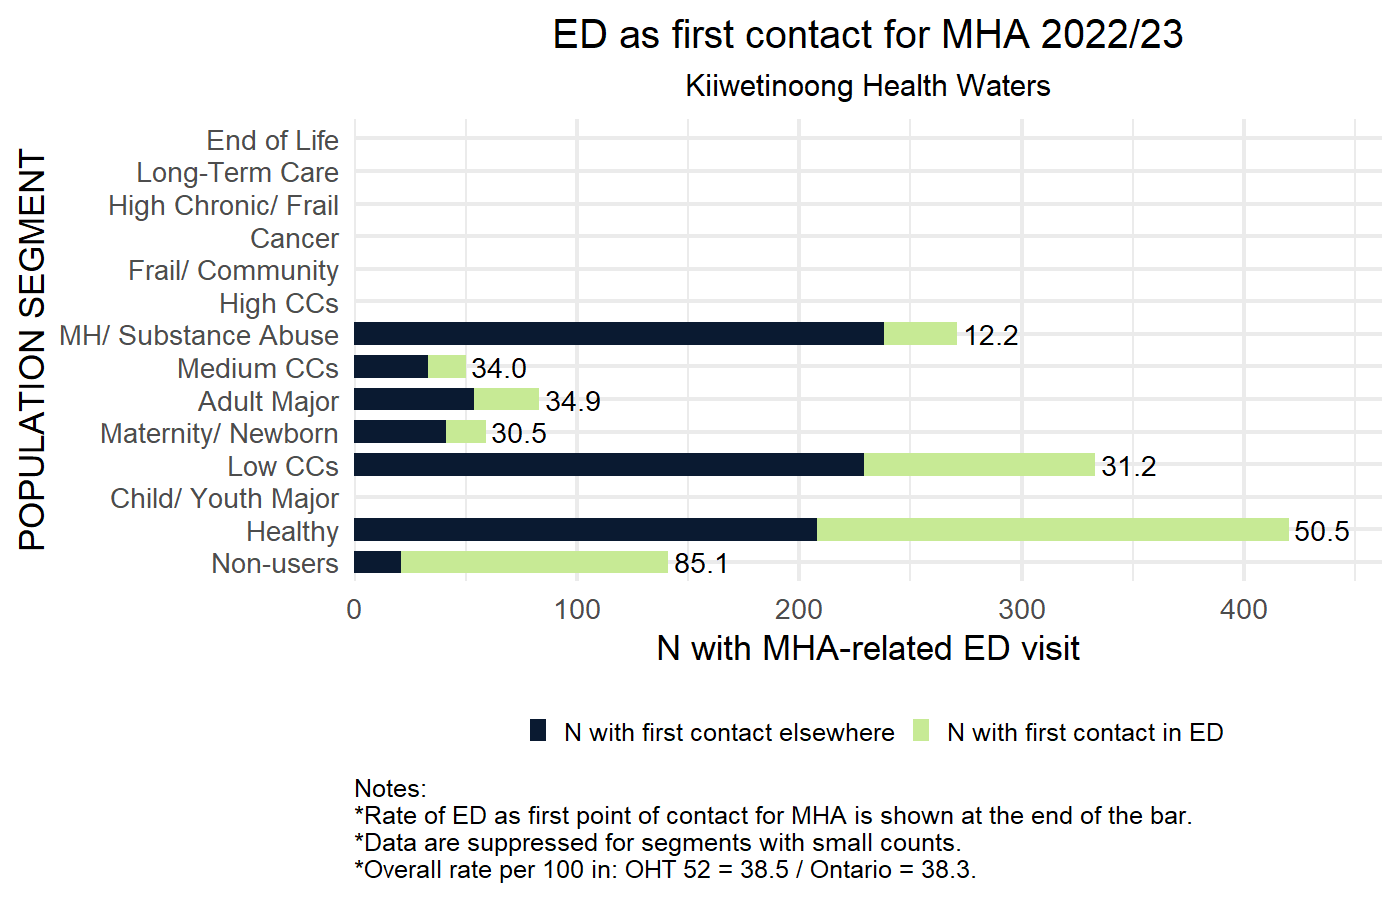 ED as first contact for MHA 2022/23
Kiiwetinoong Health Waters
POPULATION SEGMENT
End of Life
Long-Term Care
High Chronic/ Frail
Cancer
Frail/ Community
High CCs
MH/ Substance Abuse 12.2
Medium CCs 34.0
Adult Major 34.9
Maternity/ Newborn 30.5
Low CCs 31.2
Child/ Youth Major
Healthy 50.5
Non-users 85.1
0 100 200 300 400
N with MHA-related ED visit
N with first contact elsewhere N with first contact in ED
Notes:
*Rate of ED as first point of contact for MHA is shown at the end of the bar.
*Data are suppressed for segments with small counts.
*Overall rate per 100 in: OHT 52 = 38.5 / Ontario = 38.3.